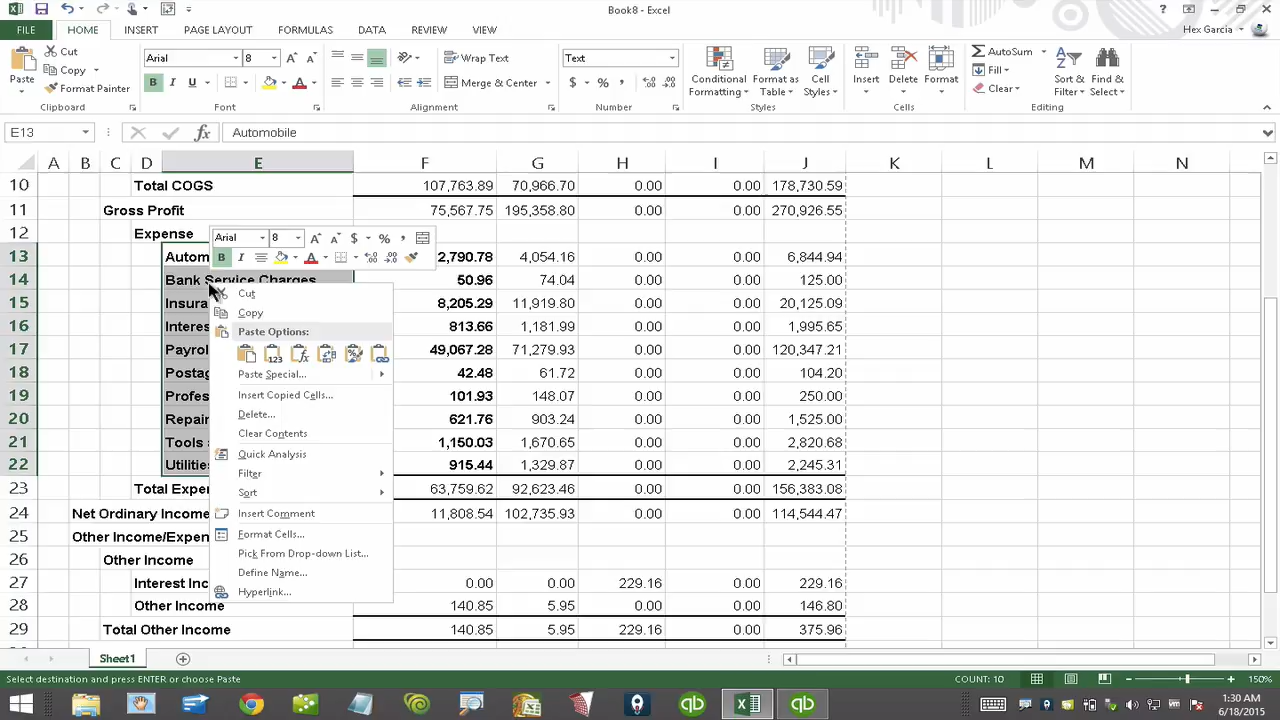 Book8 - Excel
FILE HOME INSERT PAGE LAYOUT FORMULAS DATA REVIEW VIEW Hex Garcia
Cut
Copy
Format Painter
Paste
Clipboard
Arial 8
Font
Wrap Text
Merge & Center
Alignment
Text
Number
Conditional Formatting
Format as Table
Cell Styles
Styles
Insert Delete Format
Cells
AutoSum
Fill
Clear
Sort & Filter
Find & Select
Editing
E13 fx Automobile
A B C D E F G H I J K L M N
10 Total COGS 107,763.89 70,966.70 0.00 0.00 178,730.59
11 Gross Profit 75,567.75 195,358.80 0.00 0.00 270,926.55
12 Expense
13 Autom 2,790.78 4,054.16 0.00 0.00 6,844.94
14 Bank Service Charges 50.96 74.04 0.00 0.00 125.00
15 Insura 8,205.29 11,919.80 0.00 0.00 20,125.09
16 Interes 813.66 1,181.99 0.00 0.00 1,995.65
17 Payrol 49,067.28 71,279.93 0.00 0.00 120,347.21
18 Postag 42.48 61.72 0.00 0.00 104.20
19 Profes 101.93 148.07 0.00 0.00 250.00
20 Repair 621.76 903.24 0.00 0.00 1,525.00
21 Tools 1,150.03 1,670.65 0.00 0.00 2,820.68
22 Utilities 915.44 1,329.87 0.00 0.00 2,245.31
23 Total Exper 63,759.62 92,623.46 0.00 0.00 156,383.08
24 Net Ordinary Income 11,808.54 102,735.93 0.00 0.00 114,544.47
25 Other Income/Expen
26 Other Income
27 Interest Inc 0.00 0.00 229.16 0.00 229.16
28 Other Income 140.85 5.95 0.00 0.00 146.80
29 Total Other Income 140.85 5.95 229.16 0.00 375.96
Arial 8 $ % ,
B I A
Cut
Copy
Paste Options:
Paste Special...
Insert Copied Cells...
Delete...
Clear Contents
Quick Analysis
Filter
Sort
Insert Comment
Format Cells...
Pick From Drop-down List...
Define Name...
Hyperlink...
Sheet1
Select destination and press ENTER or choose Paste COUNT: 10 150%
1:30 AM
6/18/2015